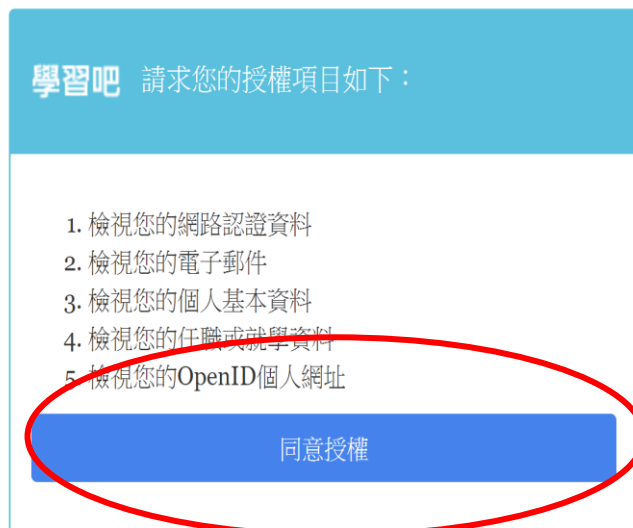 學習吧 請求您的授權項目如下：
1. 檢視您的網路認證資料
2. 檢視您的電子郵件
3. 檢視您的個人基本資料
4. 檢視您的任職或就學資料
5. 檢視您的OpenID個人網址
同意授權